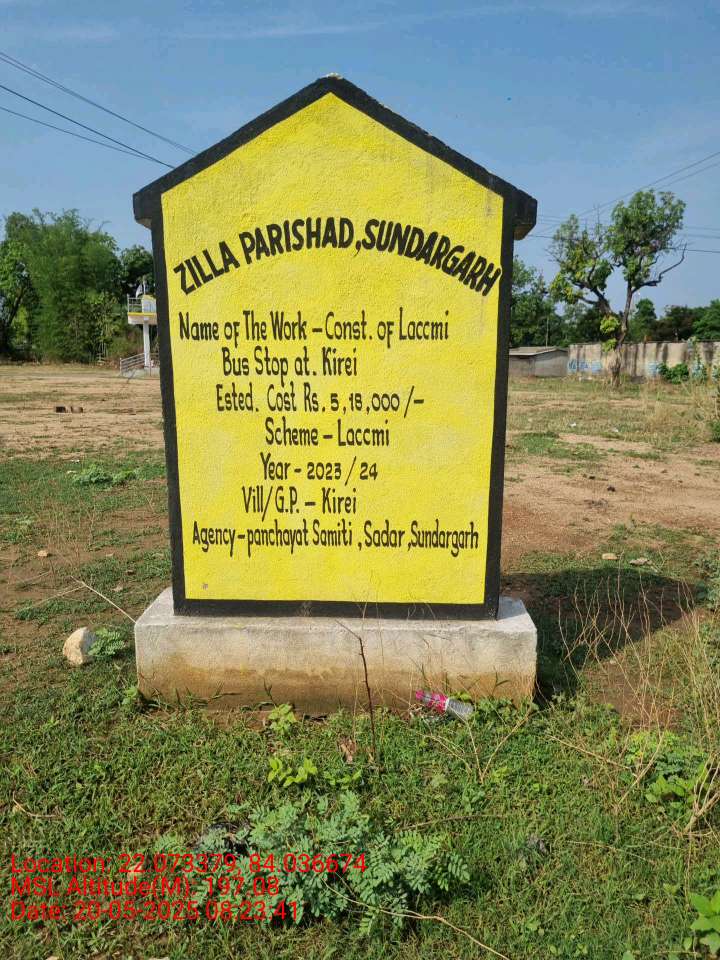 ZILLA PARISHAD, SUNDARGARH
Name of The Work – Const. of Laccmi
Bus Stop at. Kirei
Ested. Cost Rs. 5,18,000/–
Scheme – Laccmi
Year - 2023/24
Vill/G.P. – Kirei
Agency – panchayat Samiti, Sadar, Sundargarh
Location: 22.073379, 84.036674
MSL Altitude(M): 197.08
Date: 20-05-2025 08:23:41